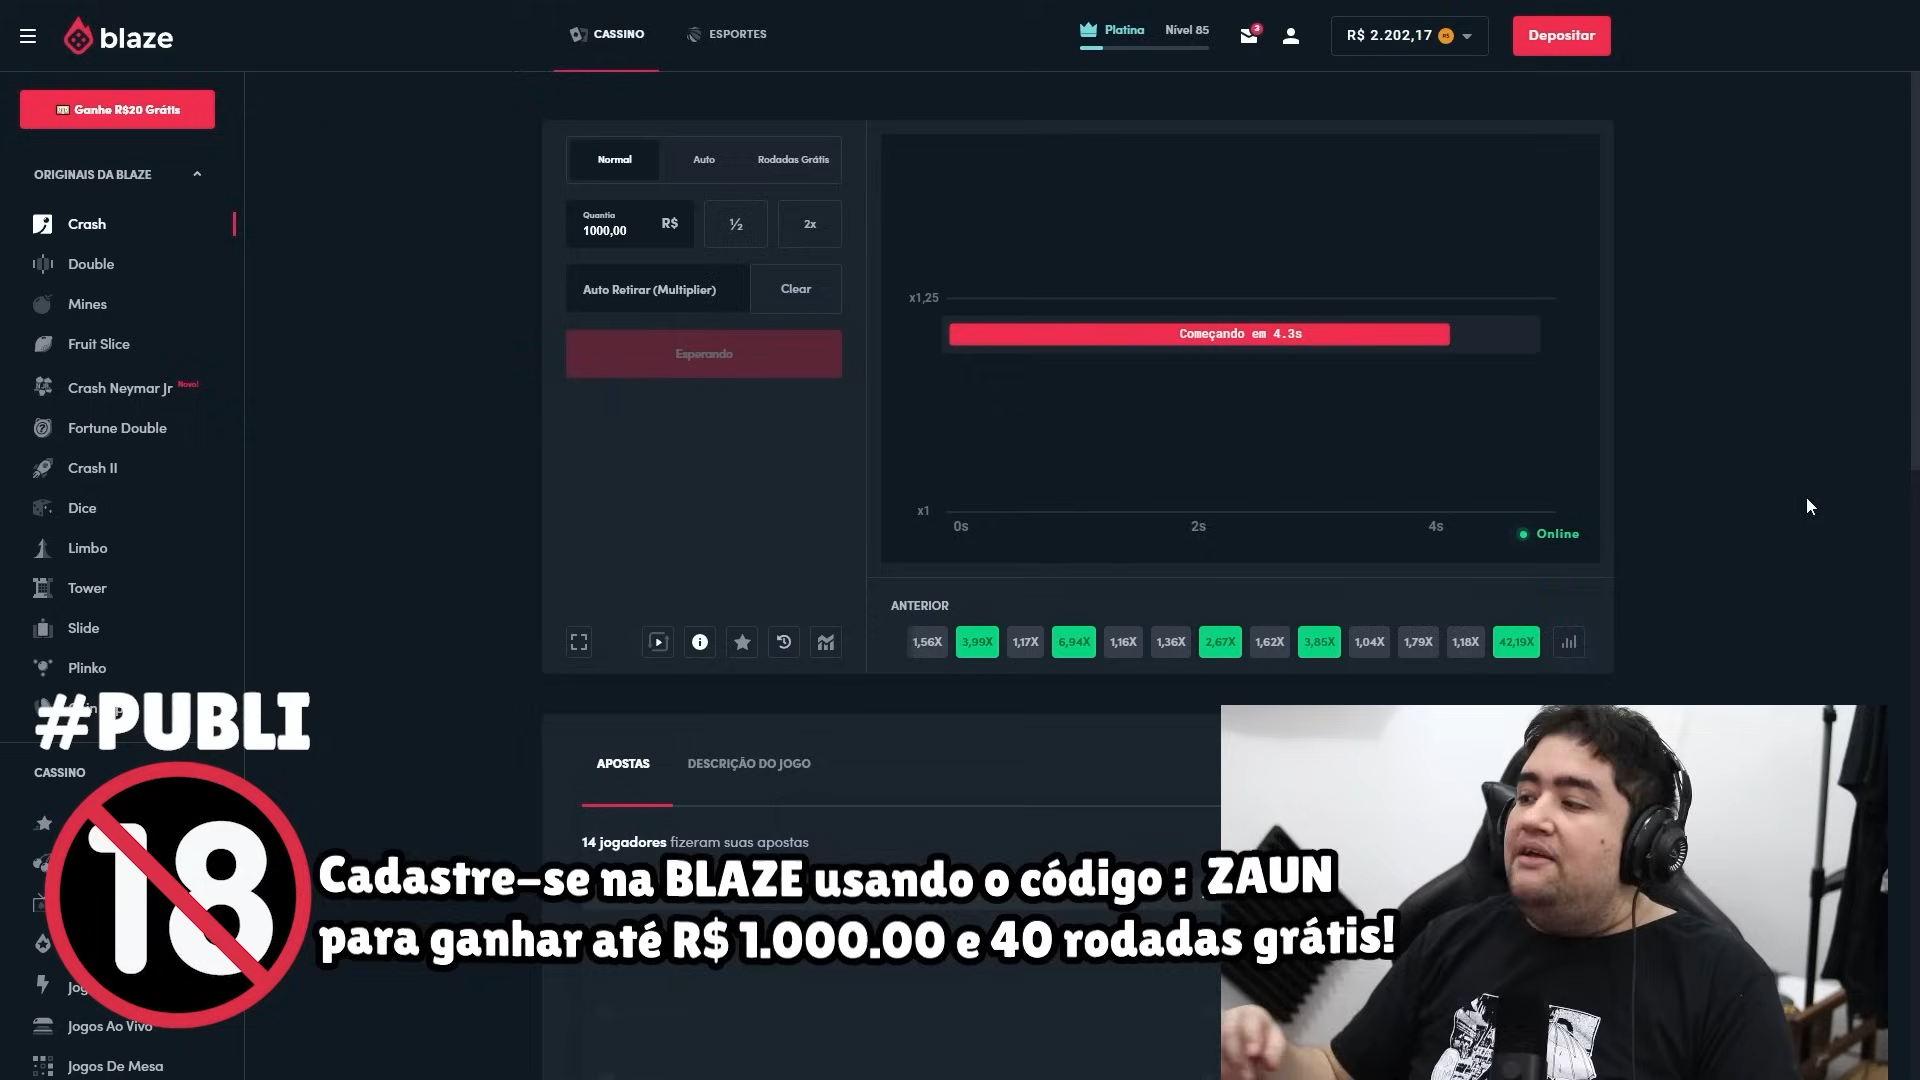 blaze
CASSINO
ESPORTES
Platina
Nível 85
3
R$ 2.202,17
R$
Depositar
Ganhe R$20 Grátis
ORIGINAIS DA BLAZE
Crash
Double
Mines
Fruit Slice
Crash Neymar Jr Novo!
Fortune Double
Crash II
Dice
Limbo
Tower
Slide
Plinko
CASSINO
Jogos Ao Vivo
Jogos De Mesa
Normal
Auto
Rodadas Grátis
Quantia
1000,00
R$
½
2x
Auto Retirar (Multiplier)
Clear
Esperando
x1,25
Começando em 4.3s
x1
0s
2s
4s
Online
ANTERIOR
1,56X
3,99X
1,17X
6,94X
1,16X
1,36X
2,67X
1,62X
3,85X
1,04X
1,79X
1,18X
42,19X
APOSTAS
DESCRIÇÃO DO JOGO
14 jogadores fizeram suas apostas
#PUBLI
18
Cadastre-se na BLAZE usando o código : ZAUN
para ganhar até R$ 1.000.00 e 40 rodadas grátis!